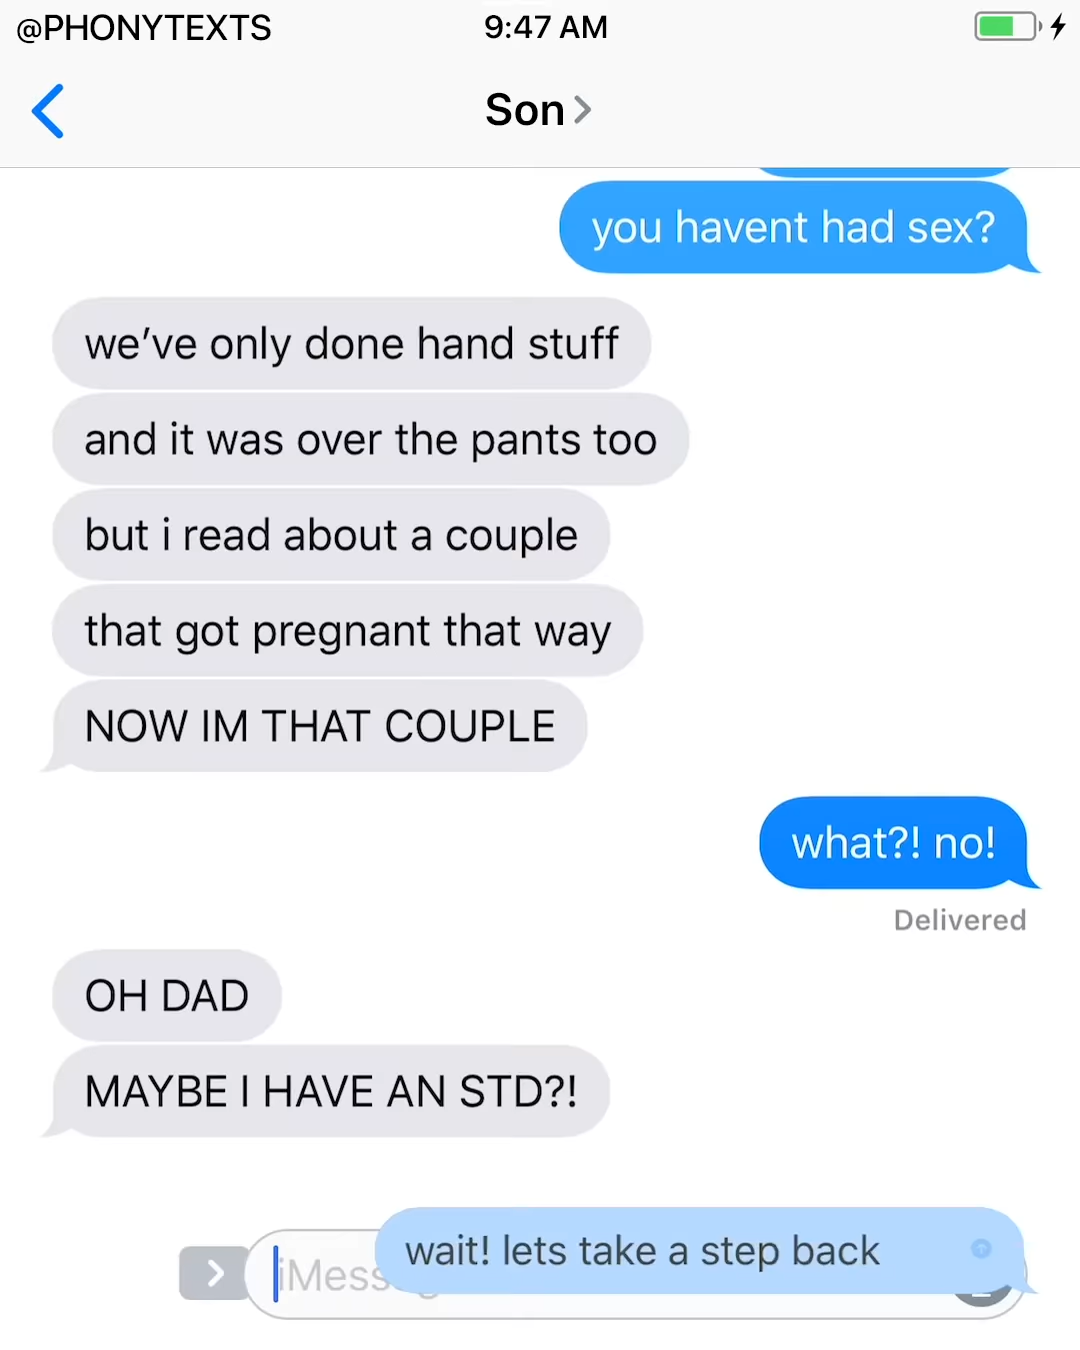 @PHONYTEXTS 9:47 AM
Son
you havent had sex?
we’ve only done hand stuff
and it was over the pants too
but i read about a couple
that got pregnant that way
NOW IM THAT COUPLE
what?! no!
Delivered
OH DAD
MAYBE I HAVE AN STD?!
wait! lets take a step back